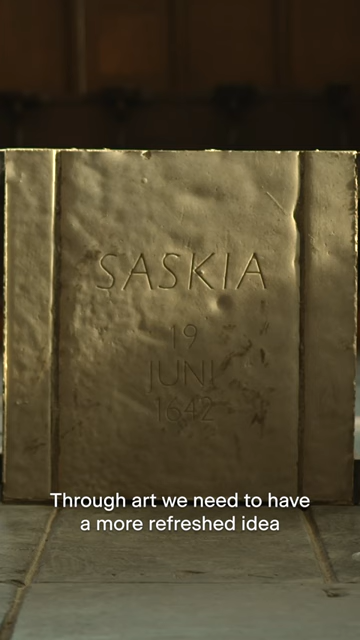 SASKIA
19
JUNI
1642
Through art we need to have
a more refreshed idea